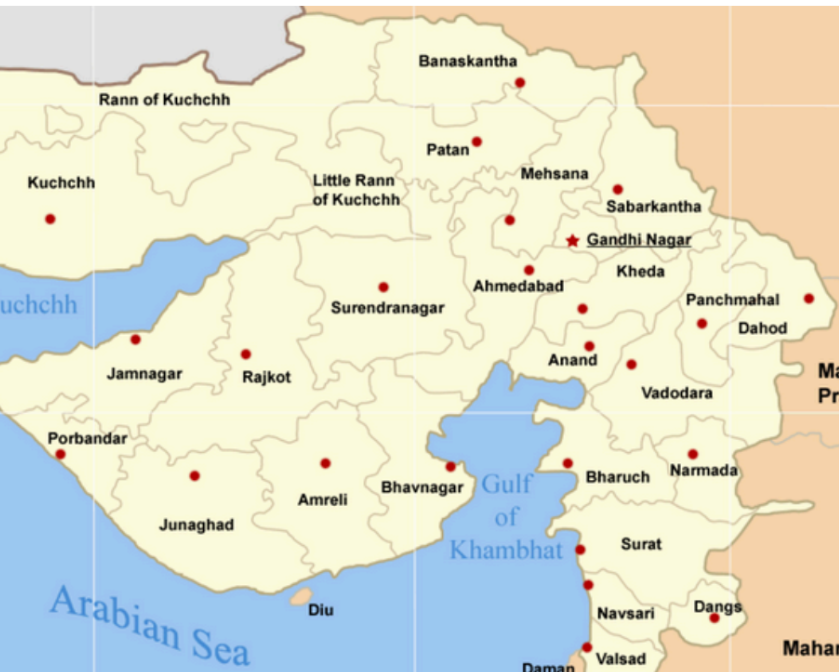 Banaskantha
Rann of Kuchchh
Patan
Mehsana
Kuchchh
Little Rann
of Kuchchh
Sabarkantha
Gandhi Nagar
Kheda
Ahmedabad
uchchh
Surendranagar
Panchmahal
Dahod
Anand
Jamnagar
Rajkot
Ma
Pr
Vadodara
Porbandar
Narmada
Bharuch
Bhavnagar
Amreli
Gulf
of
Khambhat
Junaghad
Surat
Arabian Sea
Diu
Navsari
Dangs
Valsad
Daman
Mahar